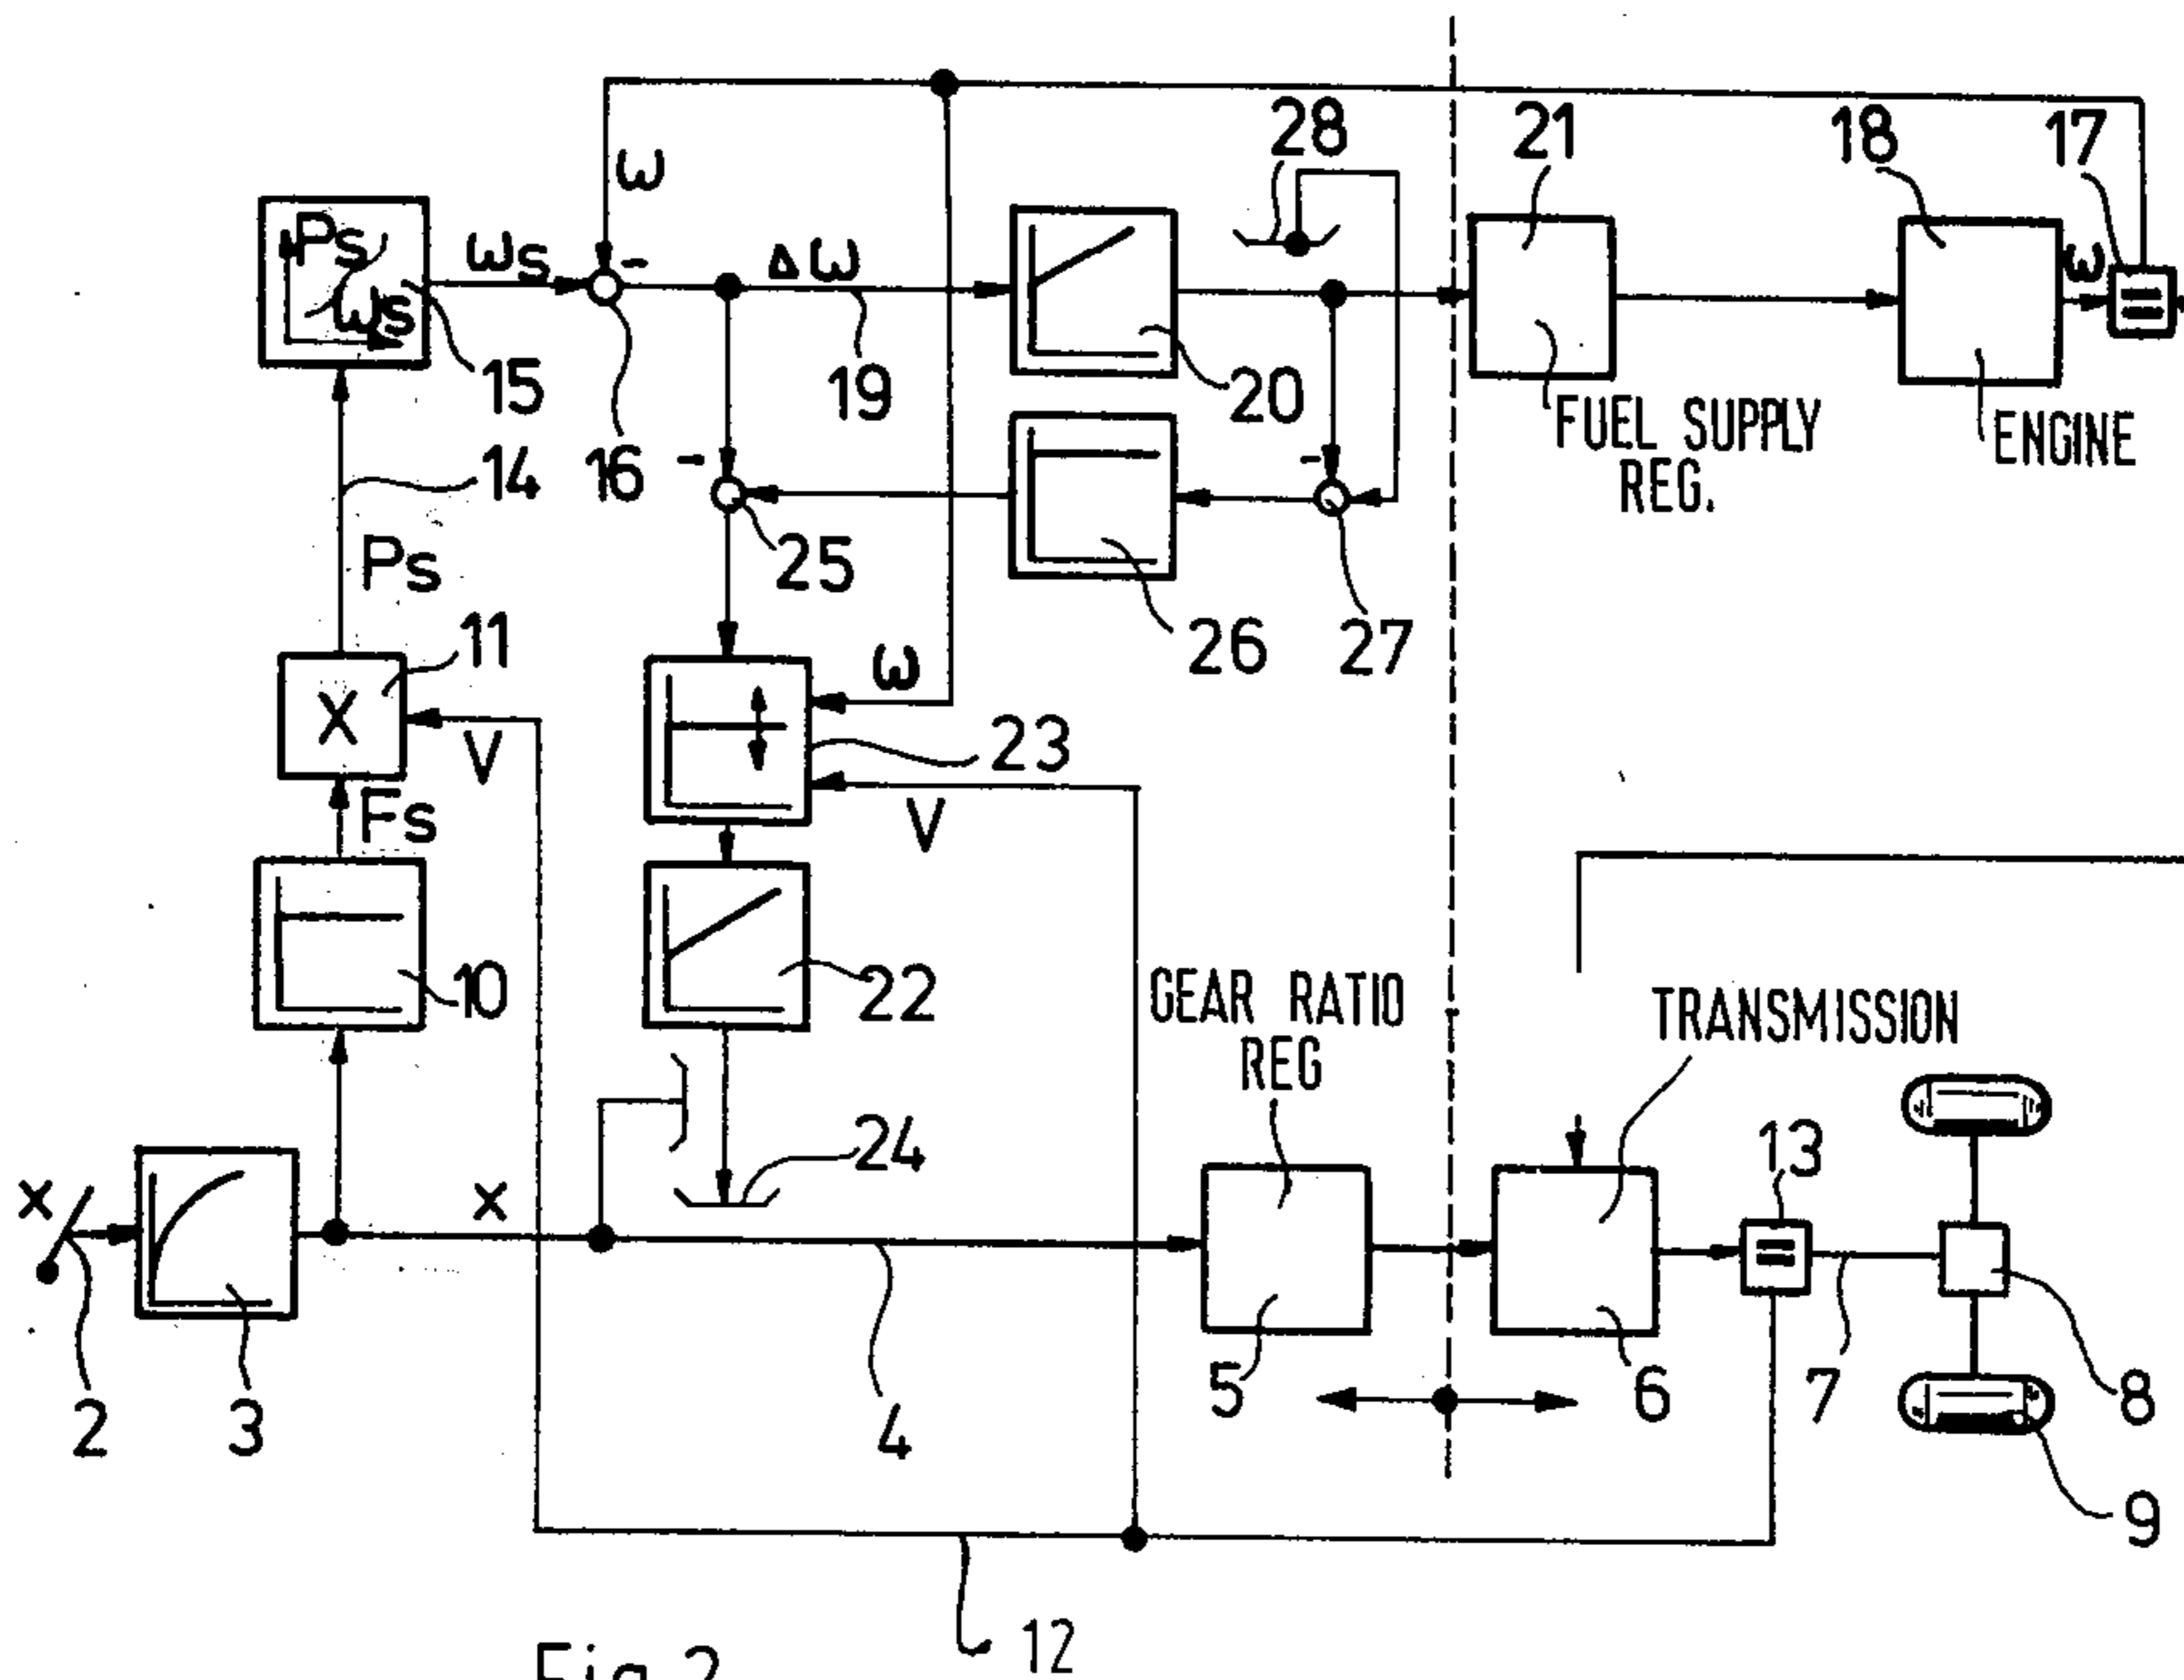 ω
28
21
18
17
Ps
ωs
ωs
Δω
ω
15
19
20
FUEL SUPPLY
REG.
ENGINE
14
16
-
-
-
Ps
25
26
27
11
X
ω
V
23
Fs
V
10
22
GEAR RATIO
REG
TRANSMISSION
24
13
X
X
2
3
4
5
6
7
8
9
12
Fig. 2